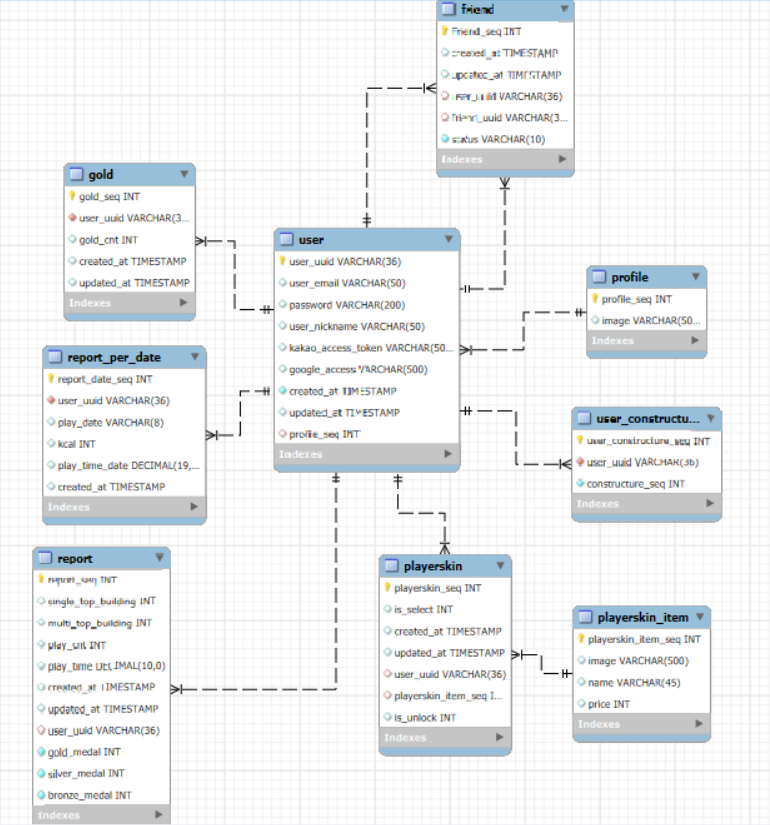 friend
Friend_seq INT
created_at TIMESTAMP
updated_at TIMESTAMP
user_uuid VARCHAR(36)
friend_uuid VARCHAR(3...
status VARCHAR(10)
Indexes
gold
gold_seq INT
user_uuid VARCHAR(3...
gold_cnt INT
created_at TIMESTAMP
updated_at TIMESTAMP
Indexes
user
user_uuid VARCHAR(36)
user_email VARCHAR(50)
password VARCHAR(200)
user_nickname VARCHAR(50)
kakao_access_token VARCHAR(50...
google_access VARCHAR(500)
created_at TIMESTAMP
updated_at TIMESTAMP
profile_seq INT
Indexes
profile
profile_seq INT
image VARCHAR(50...
Indexes
report_per_date
report_date_seq INT
user_uuid VARCHAR(36)
play_date VARCHAR(8)
kcal INT
play_time_date DECIMAL(19,...
created_at TIMESTAMP
Indexes
user_constructu...
user_constructure_seq INT
user_uuid VARCHAR(36)
constructure_seq INT
Indexes
report
report_seq INT
single_top_building INT
multi_top_building INT
play_cnt INT
play_time DECIMAL(10,0)
created_at TIMESTAMP
updated_at TIMESTAMP
user_uuid VARCHAR(36)
gold_medal INT
silver_medal INT
bronze_medal INT
Indexes
playerskin
playerskin_seq INT
is_select INT
created_at TIMESTAMP
updated_at TIMESTAMP
user_uuid VARCHAR(36)
playerskin_item_seq I...
is_unlock INT
Indexes
playerskin_item
playerskin_item_seq INT
image VARCHAR(500)
name VARCHAR(45)
price INT
Indexes